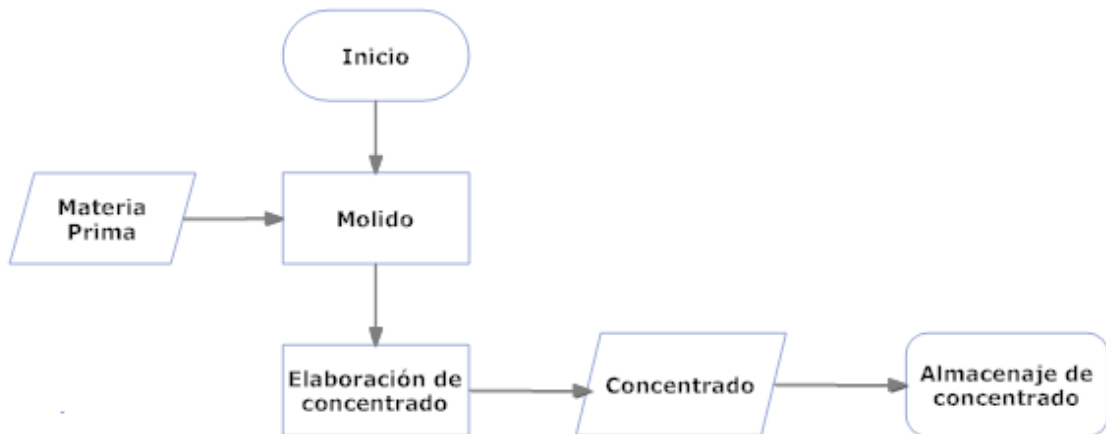 Inicio
Materia
Prima
Molido
Elaboración de
concentrado
Concentrado
Almacenaje de
concentrado